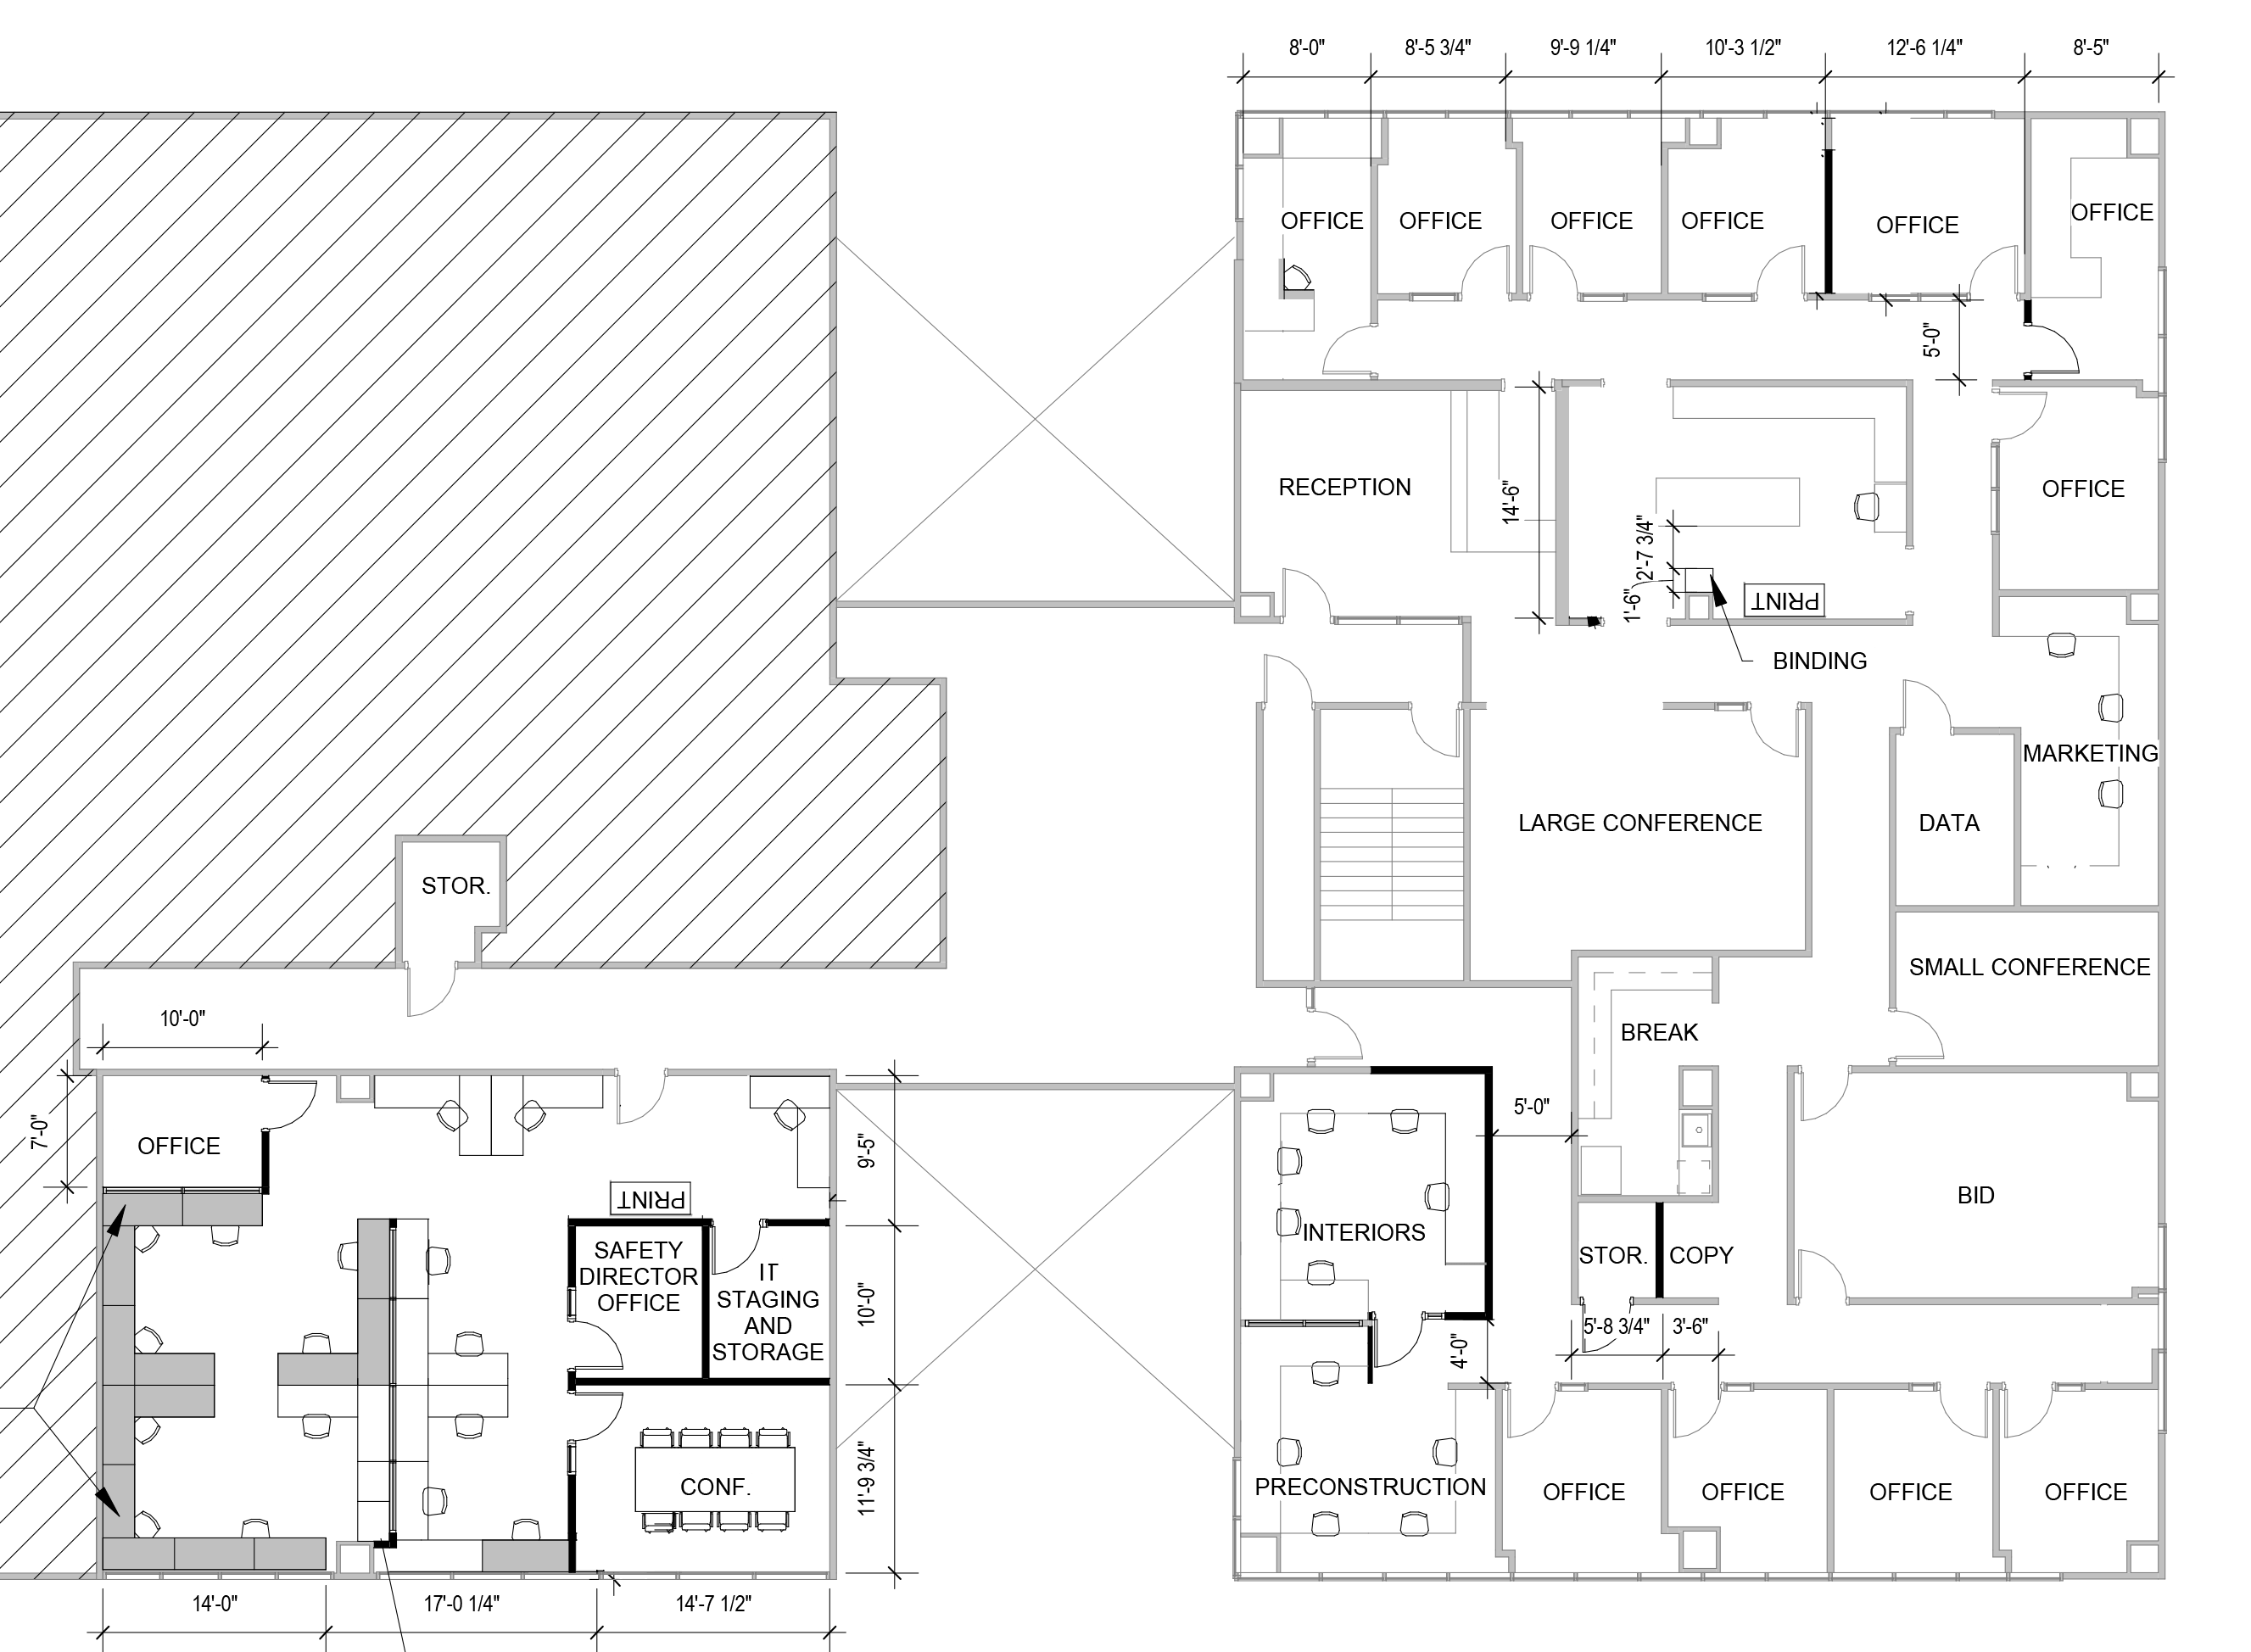 8'-0"
8'-5 3/4"
9'-9 1/4"
10'-3 1/2"
12'-6 1/4"
8'-5"
OFFICE
OFFICE
OFFICE
OFFICE
OFFICE
OFFICE
5'-0"
RECEPTION
14'-6"
OFFICE
2'-7 3/4"
1'-6"
PRINT
BINDING
MARKETING
LARGE CONFERENCE
DATA
STOR.
SMALL CONFERENCE
10'-0"
BREAK
7'-0"
OFFICE
9'-5"
5'-0"
PRINT
BID
INTERIORS
SAFETY
DIRECTOR
OFFICE
IT
STAGING
AND
STORAGE
10'-0"
STOR.
COPY
5'-8 3/4"
3'-6"
4'-0"
CONF.
11'-9 3/4"
PRECONSTRUCTION
OFFICE
OFFICE
OFFICE
OFFICE
14'-0"
17'-0 1/4"
14'-7 1/2"